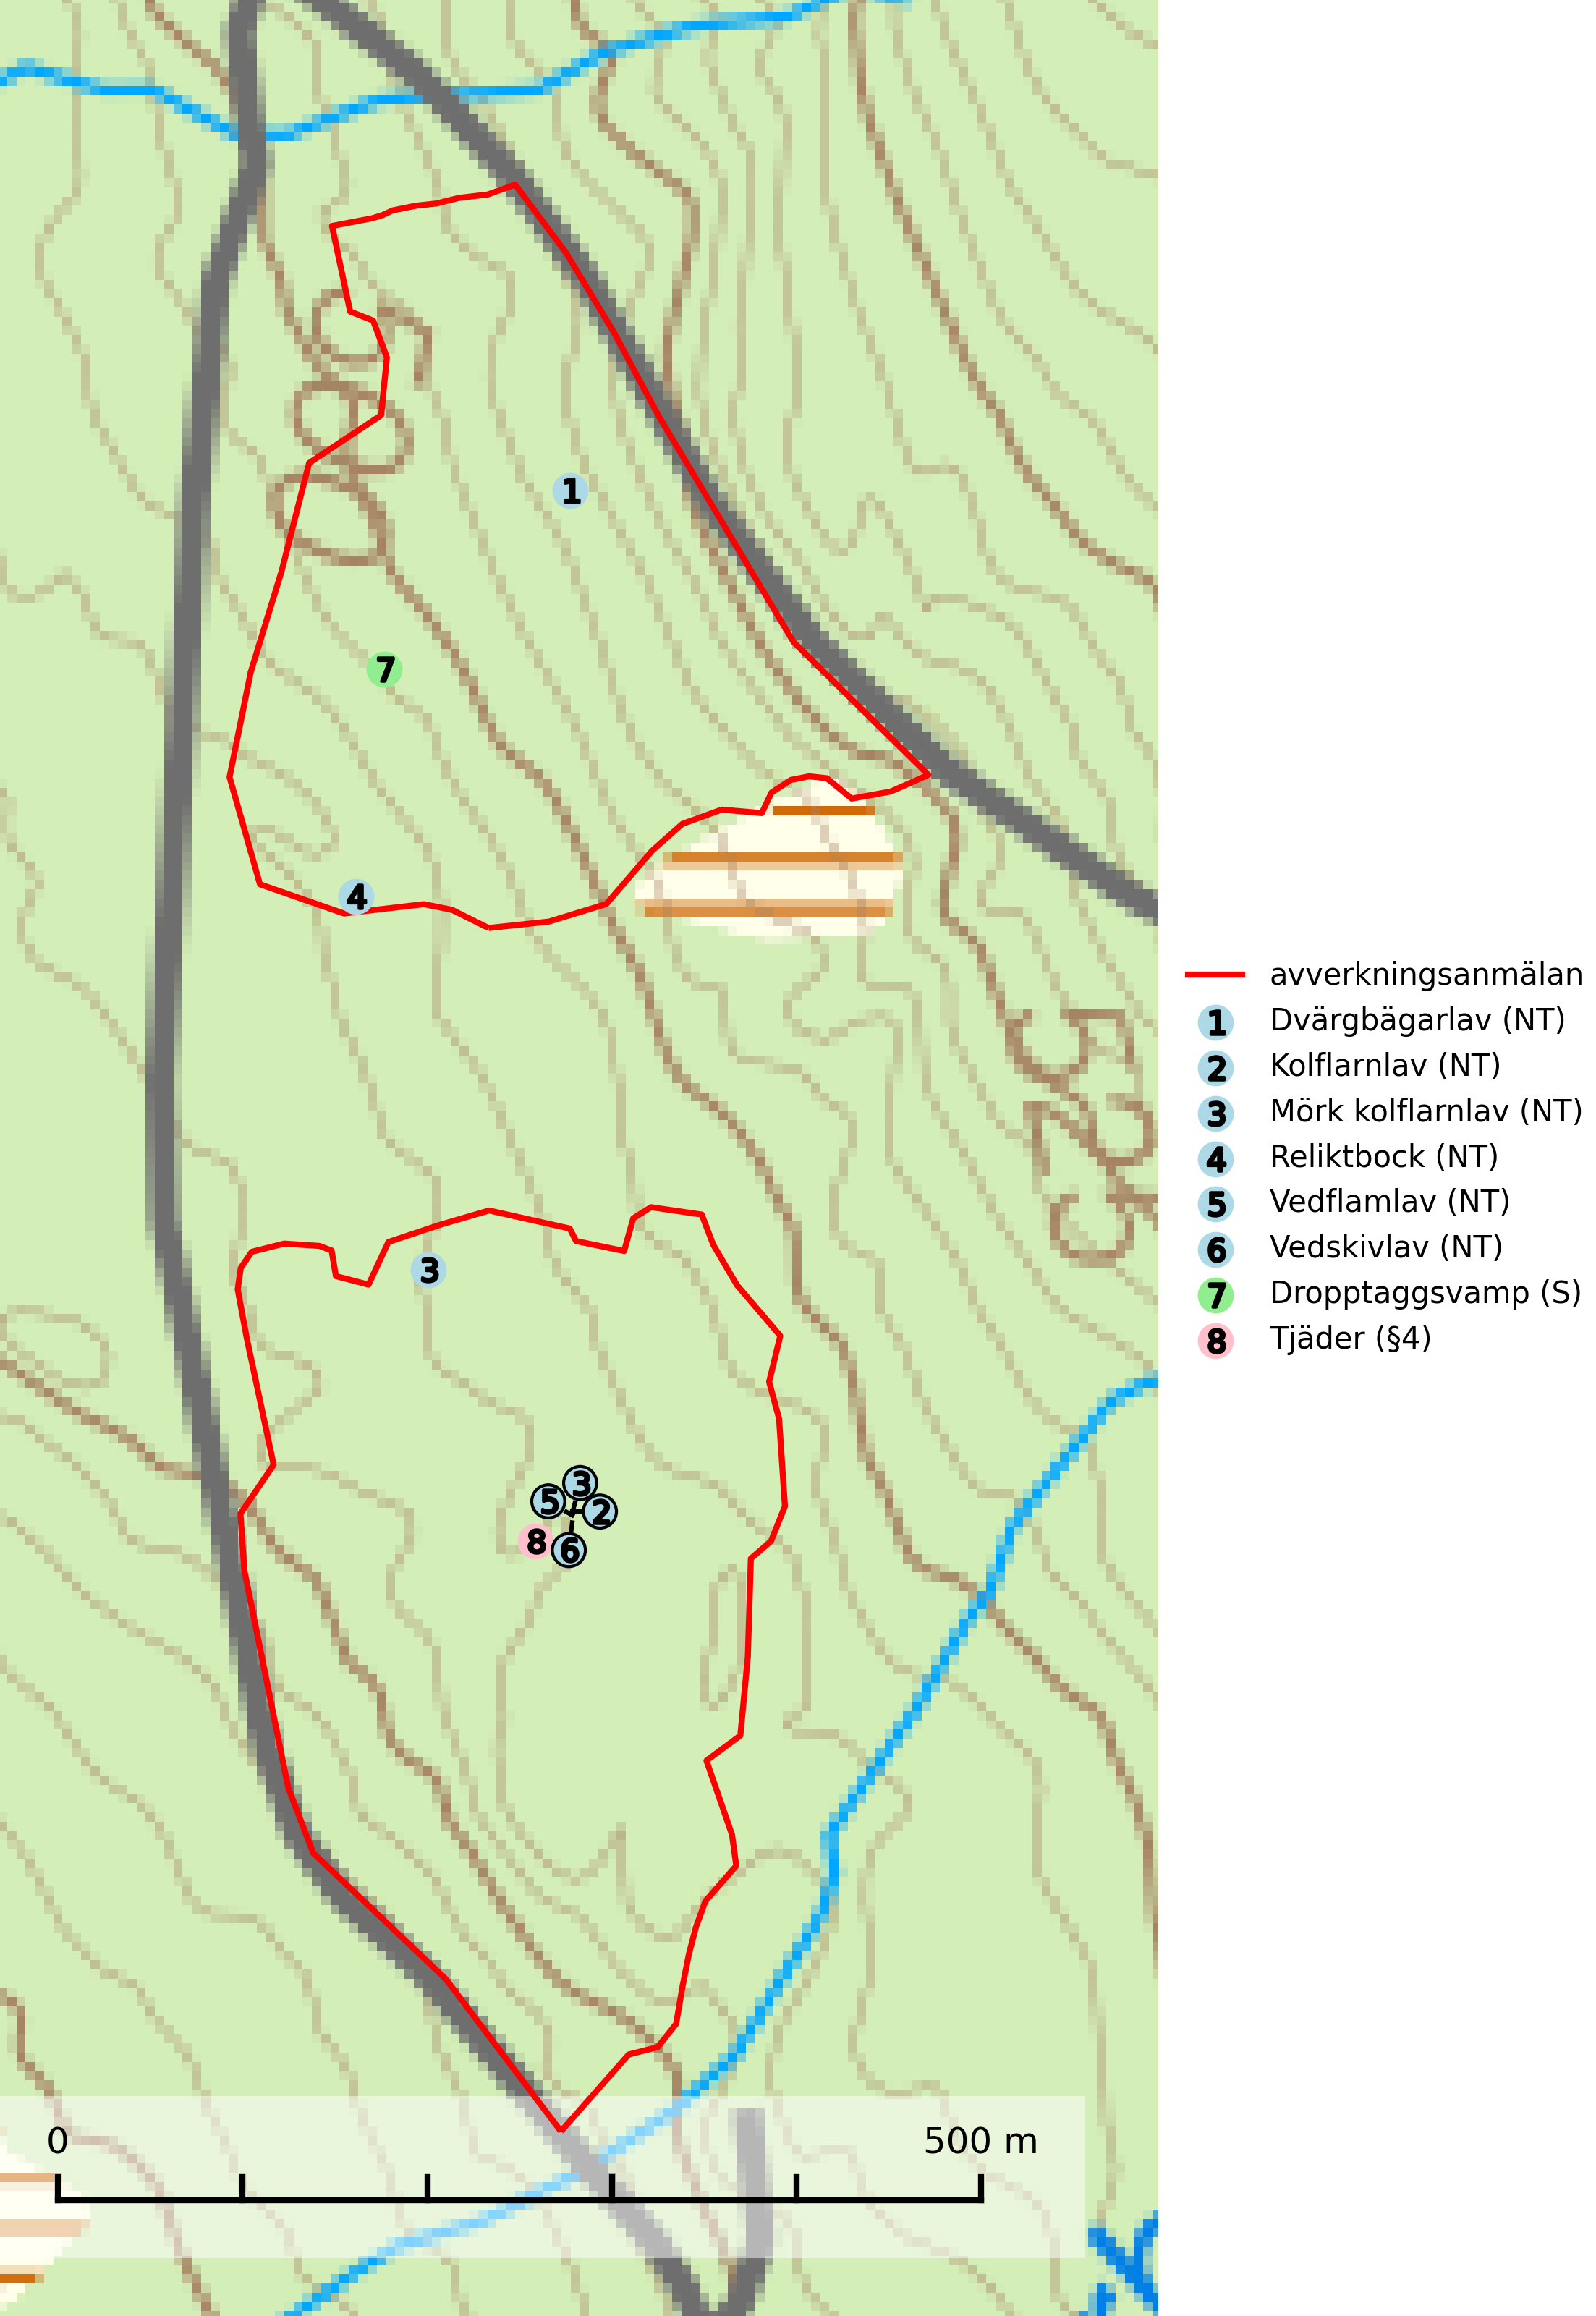 1
7
4
3
3
5
2
8
6
0
500 m
avverkningsanmälan
1 Dvärgbägarlav (NT)
2 Kolflarnlav (NT)
3 Mörk kolflarnlav (NT)
4 Reliktbock (NT)
5 Vedflamlav (NT)
6 Vedskivlav (NT)
7 Dropptaggsvamp (S)
8 Tjäder (§4)